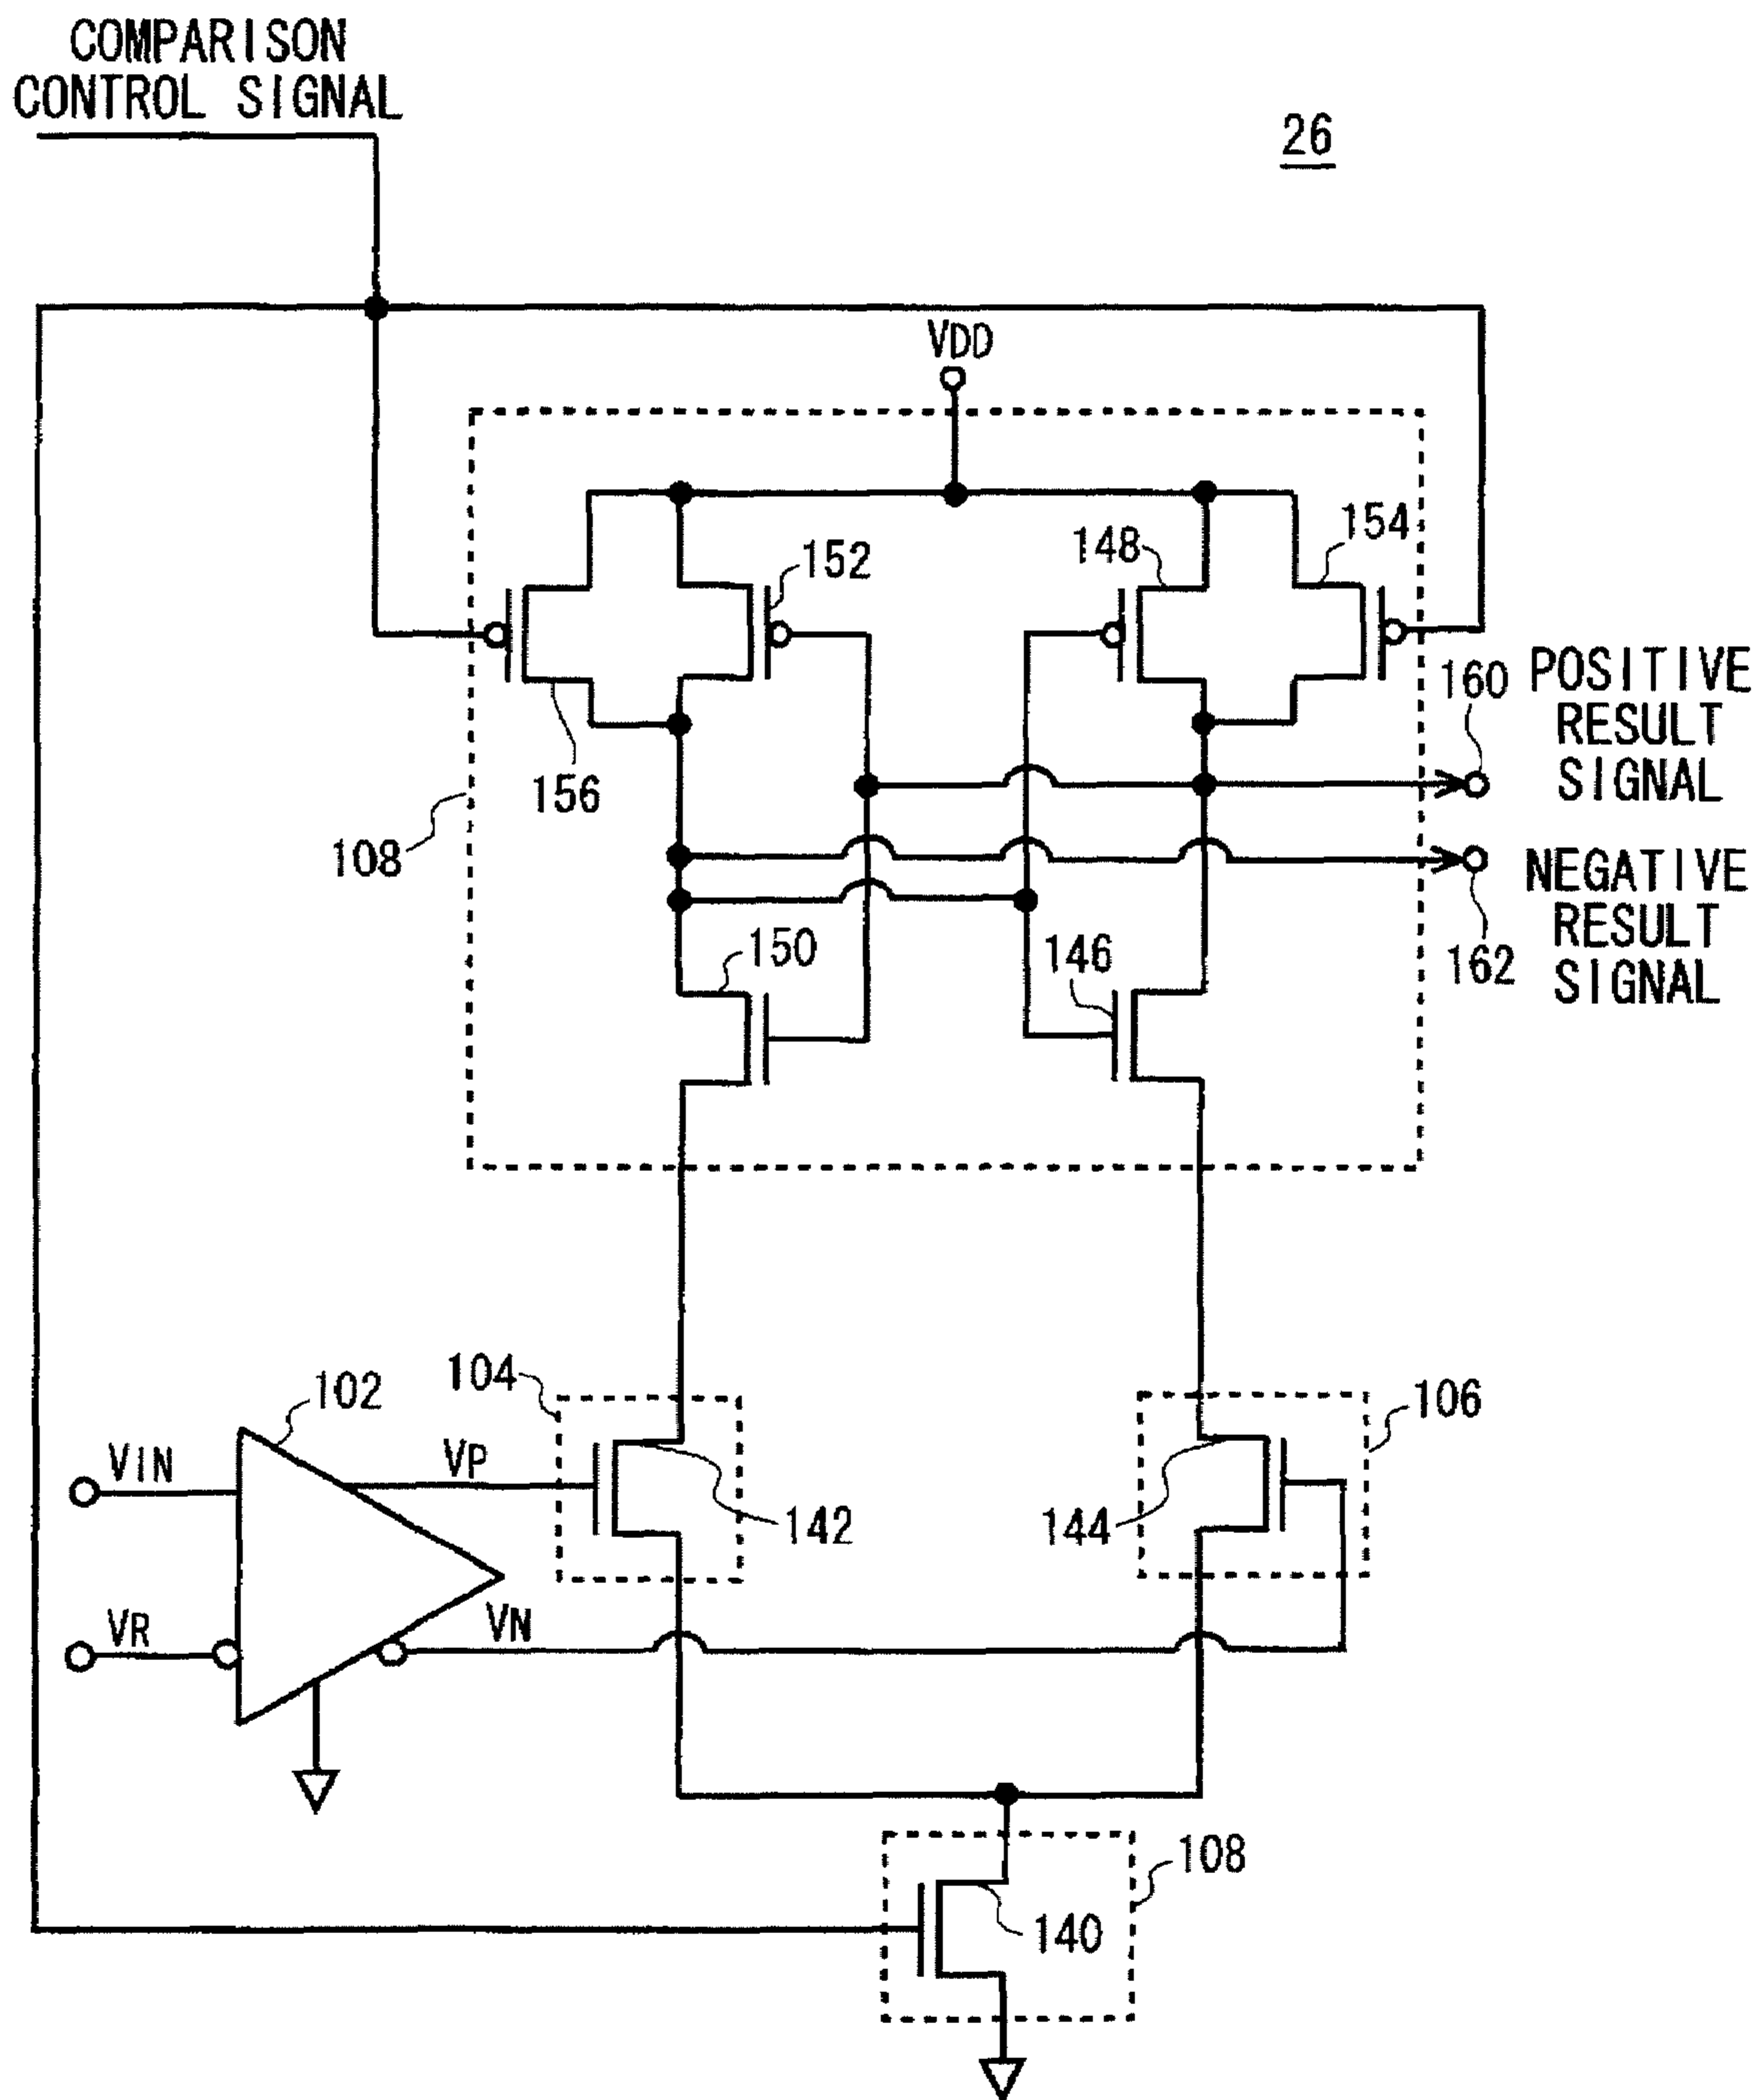 COMPARISON
CONTROL SIGNAL
26
VDD
152
148
154
156
108
160
POSITIVE
RESULT
SIGNAL
150
146
162
NEGATIVE
RESULT
SIGNAL
102
104
106
VIN
VP
142
144
VR
VN
108
140